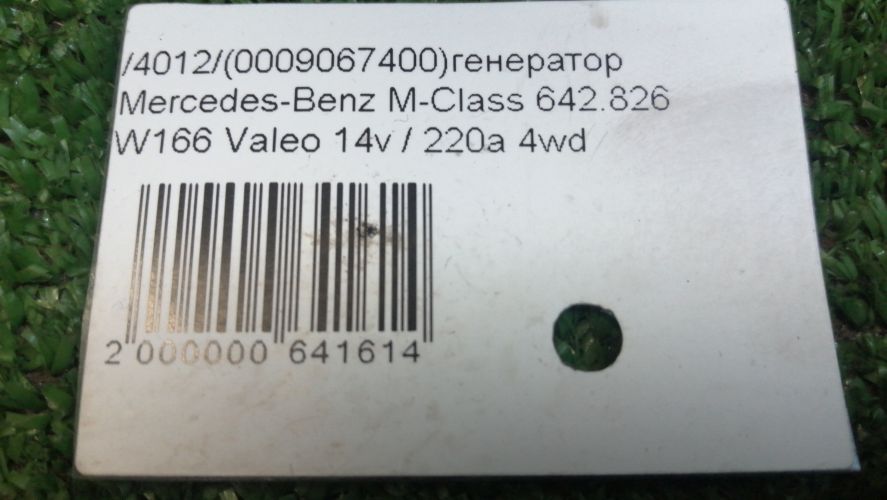 /4012/(0009067400)генератор
Mercedes-Benz M-Class 642.826
W166 Valeo 14v / 220a 4wd
2 000000 641614